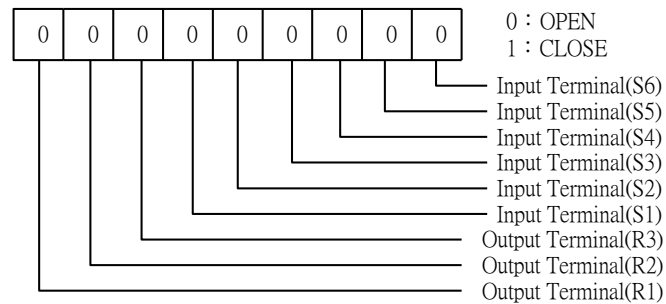 0 0 0 0 0 0 0 0 0
0：OPEN
1：CLOSE
Input Terminal(S6)
Input Terminal(S5)
Input Terminal(S4)
Input Terminal(S3)
Input Terminal(S2)
Input Terminal(S1)
Output Terminal(R3)
Output Terminal(R2)
Output Terminal(R1)